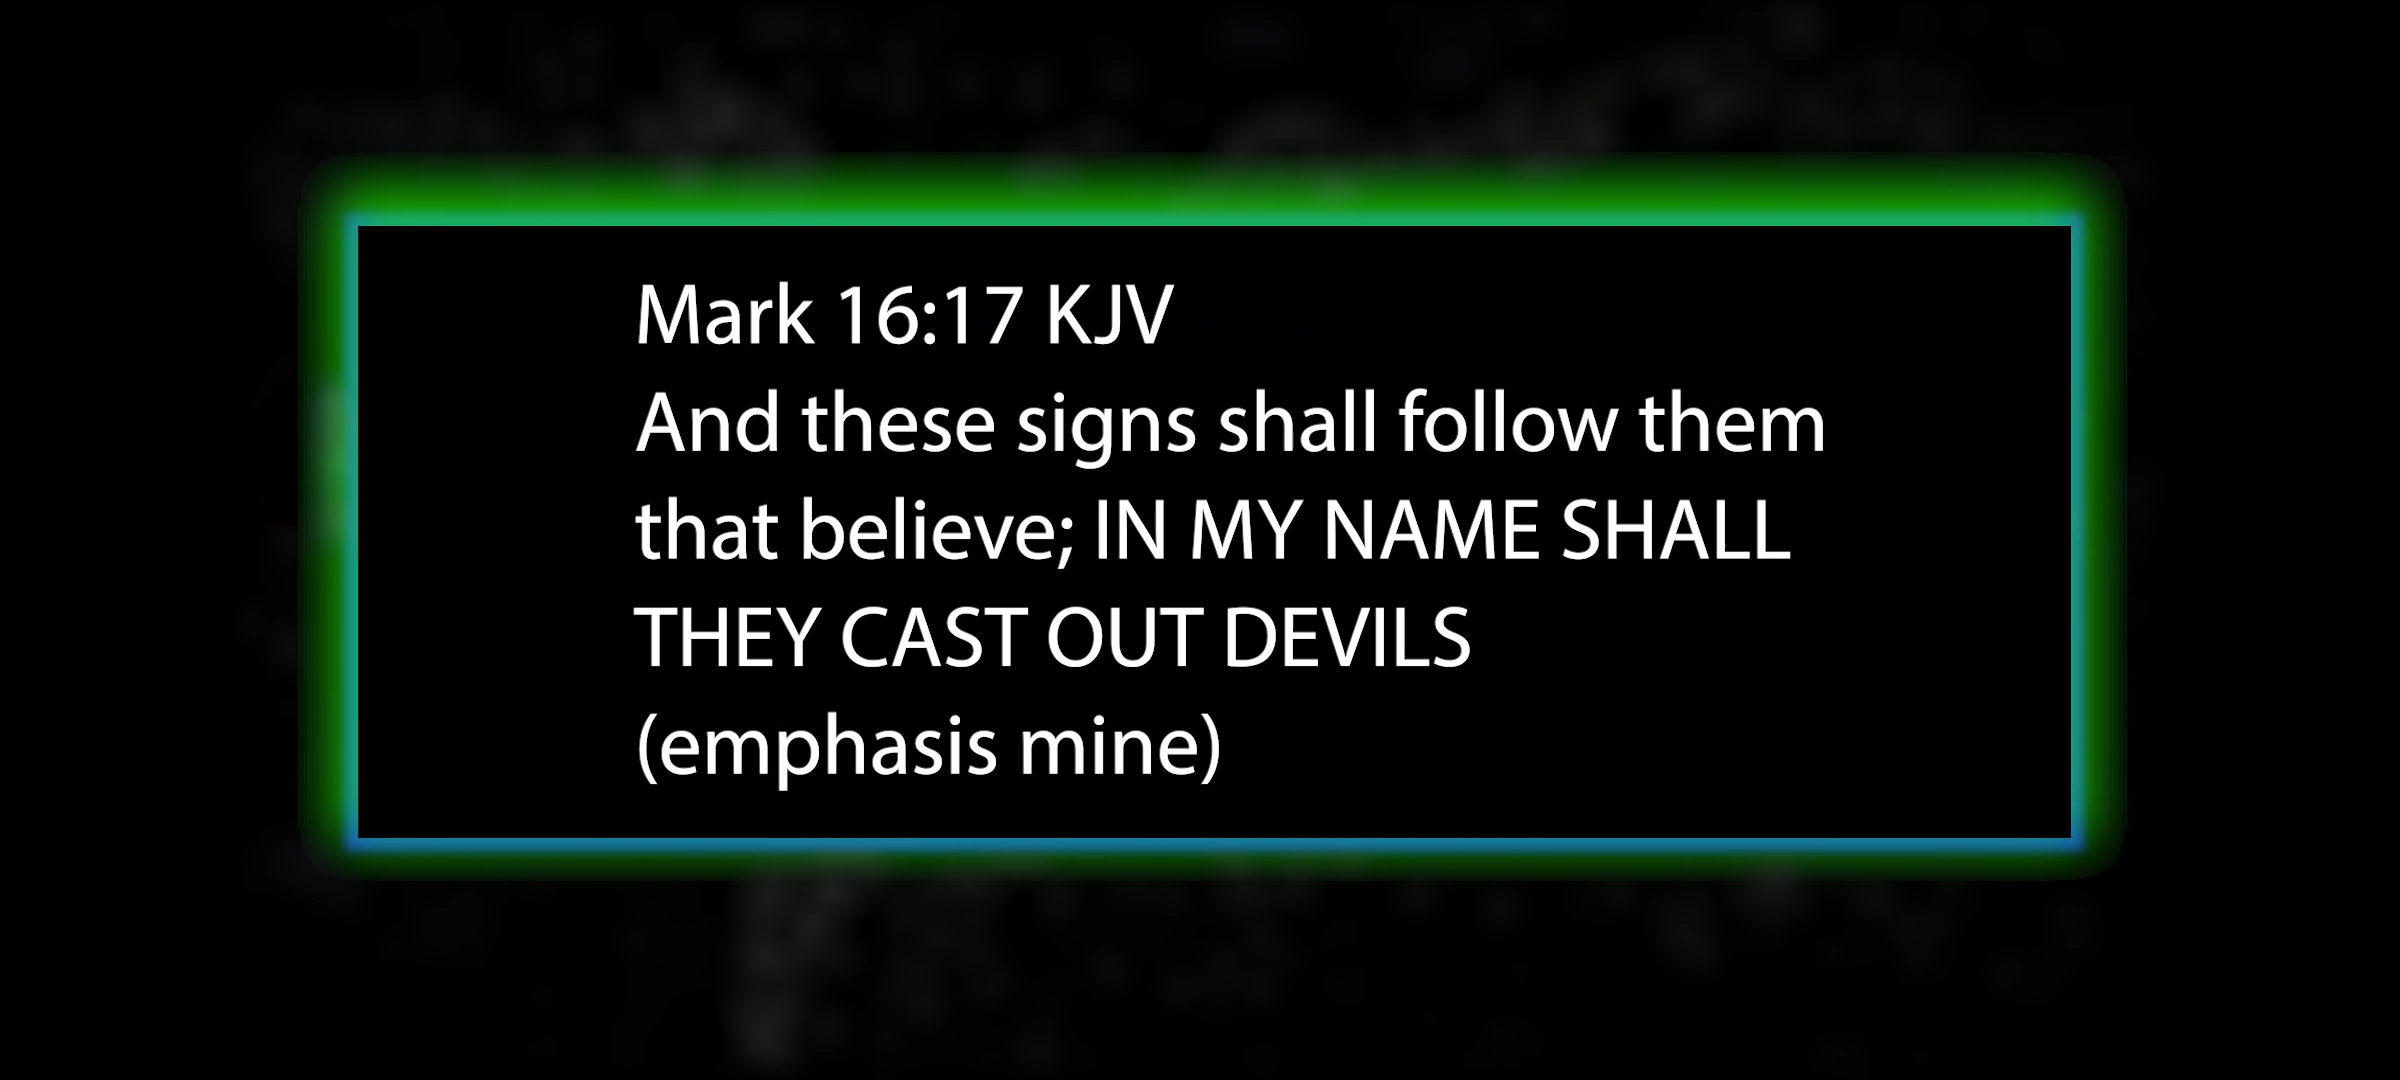 Mark 16:17 KJV
And these signs shall follow them
that believe; IN MY NAME SHALL
THEY CAST OUT DEVILS
(emphasis mine)